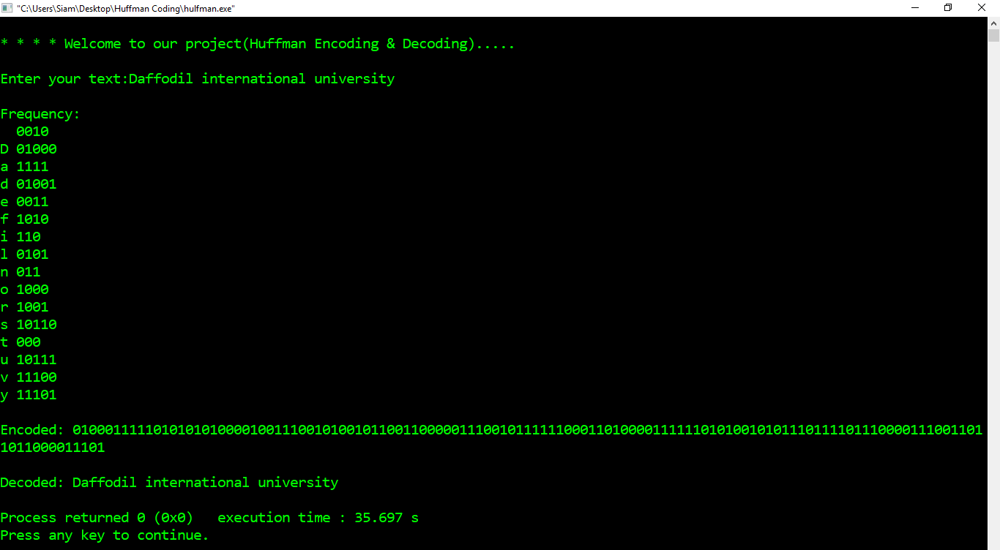 "C:\Users\Siam\Desktop\Huffman Coding\hulfman.exe"
* * * * Welcome to our project(Huffman Encoding & Decoding).....
Enter your text:Daffodil international university
Frequency:
0010
D 01000
a 1111
d 01001
e 0011
f 1010
i 110
l 0101
n 011
o 1000
r 1001
s 10110
t 000
u 10111
v 11100
y 11101
Encoded: 010001111101010101000010011100101001011001100000111001011111110001101000011111101010010101110111101110000111001101
1011000011101
Decoded: Daffodil international university
Process returned 0 (0x0)   execution time : 35.697 s
Press any key to continue.